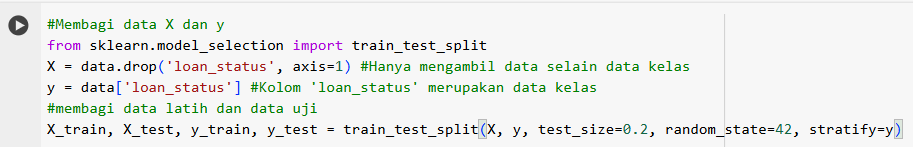 #Membagi data X dan y
from sklearn.model_selection import train_test_split
X = data.drop('loan_status', axis=1) #Hanya mengambil data selain data kelas
y = data['loan_status'] #Kolom 'loan_status' merupakan data kelas
#membagi data latih dan data uji
X_train, X_test, y_train, y_test = train_test_split(X, y, test_size=0.2, random_state=42, stratify=y)